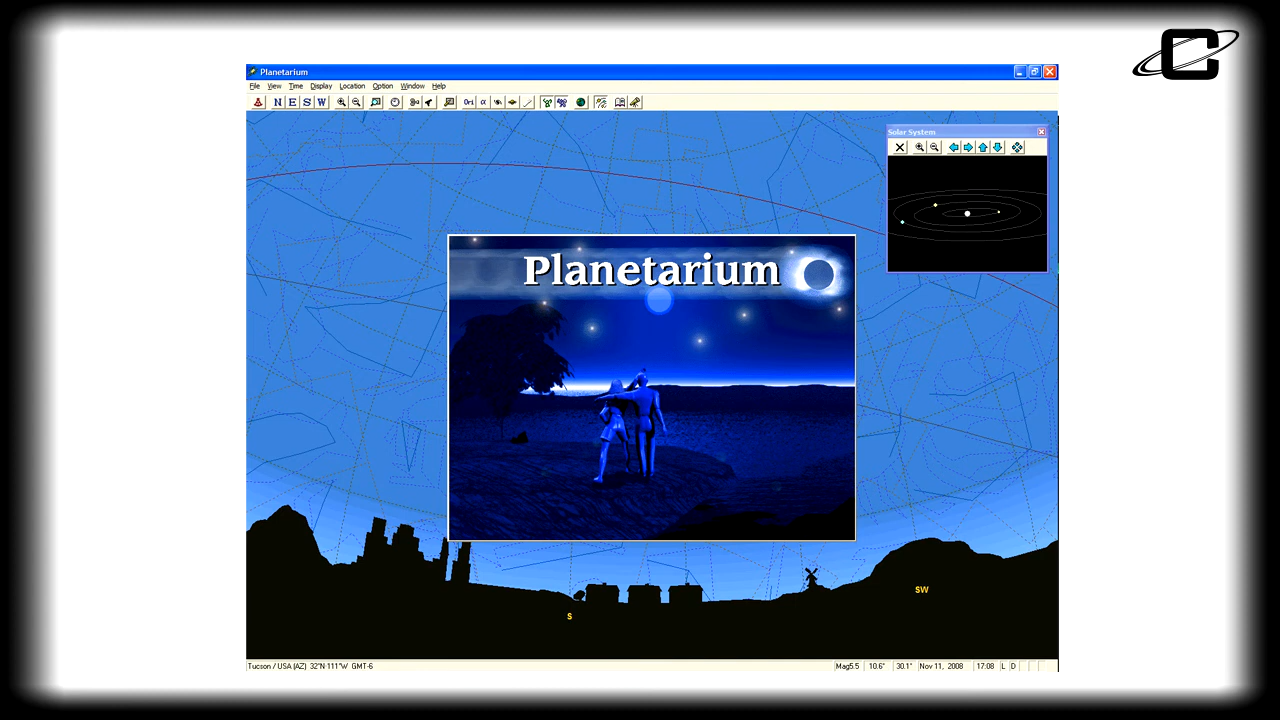 C
Planetarium
File View Time Display Location Option Window Help
N E S W Ori α
Solar System
Planetarium
SW
S
Tucson / USA (AZ) 32°N-111°W GMT-6 Mag5.5 10.6° 30.1° Nov 11, 2008 17:08 L D